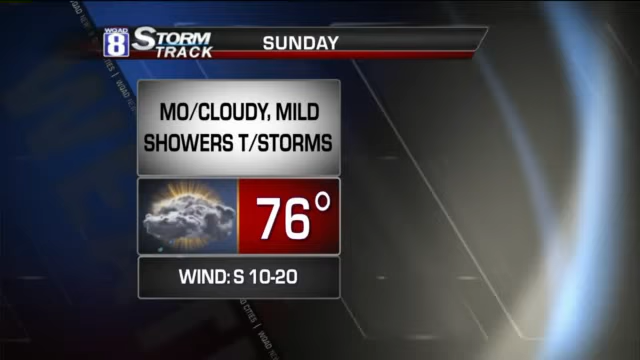 WQAD
8 STORM
TRACK
SUNDAY
MO/CLOUDY, MILD
SHOWERS T/STORMS
76°
WIND: S 10-20